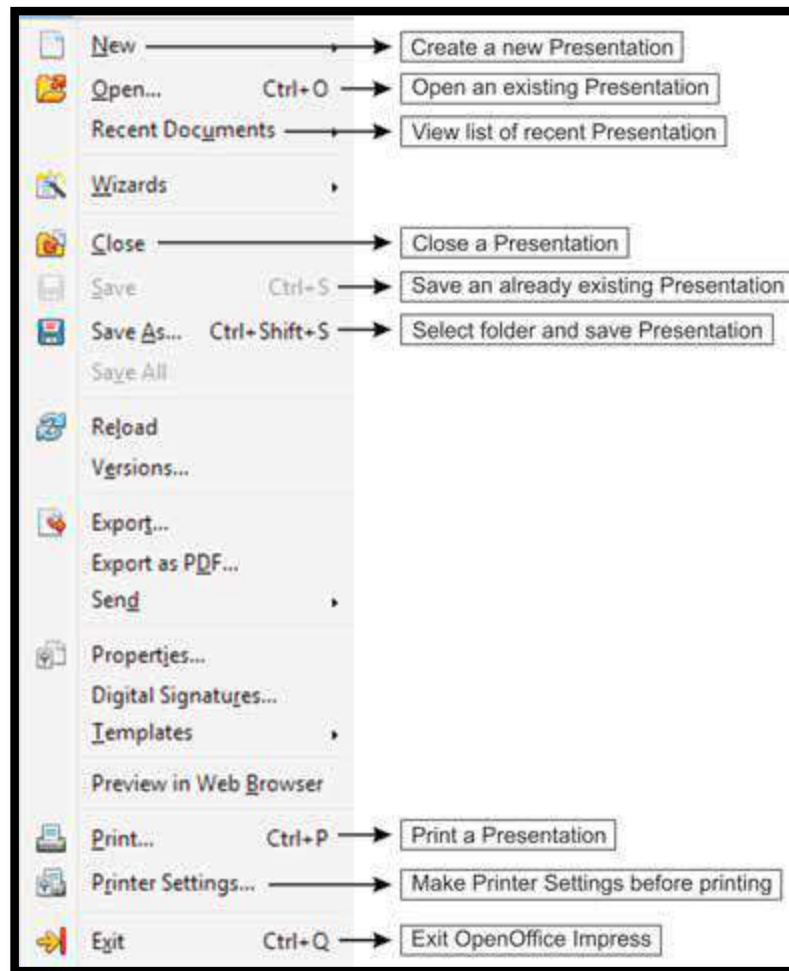 New Create a new Presentation
Open... Ctrl+O Open an existing Presentation
Recent Documents View list of recent Presentation
Wizards
Close Close a Presentation
Save Ctrl+S Save an already existing Presentation
Save As... Ctrl+Shift+S Select folder and save Presentation
Save All
Reload
Versions...
Export...
Export as PDF...
Send
Properties...
Digital Signatures...
Templates
Preview in Web Browser
Print... Ctrl+P Print a Presentation
Printer Settings... Make Printer Settings before printing
Exit Ctrl+Q Exit OpenOffice Impress